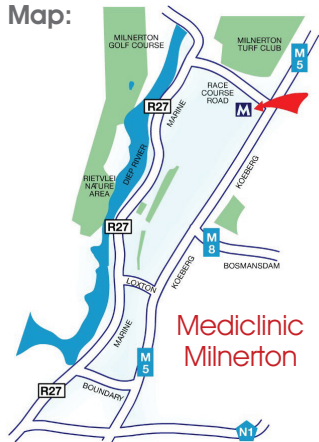 Map:
MILNERTON
GOLF COURSE
MILNERTON
TURF CLUB
M
5
RACE
COURSE
ROAD
M
R27
MARINE
KOEBERG
DIEP RIVIER
RIETVLEI
NATURE
AREA
R27
M
8
BOSMANSDAM
KOEBERG
LOXTON
MARINE
Mediclinic
Milnerton
M
5
BOUNDARY
R27
N1